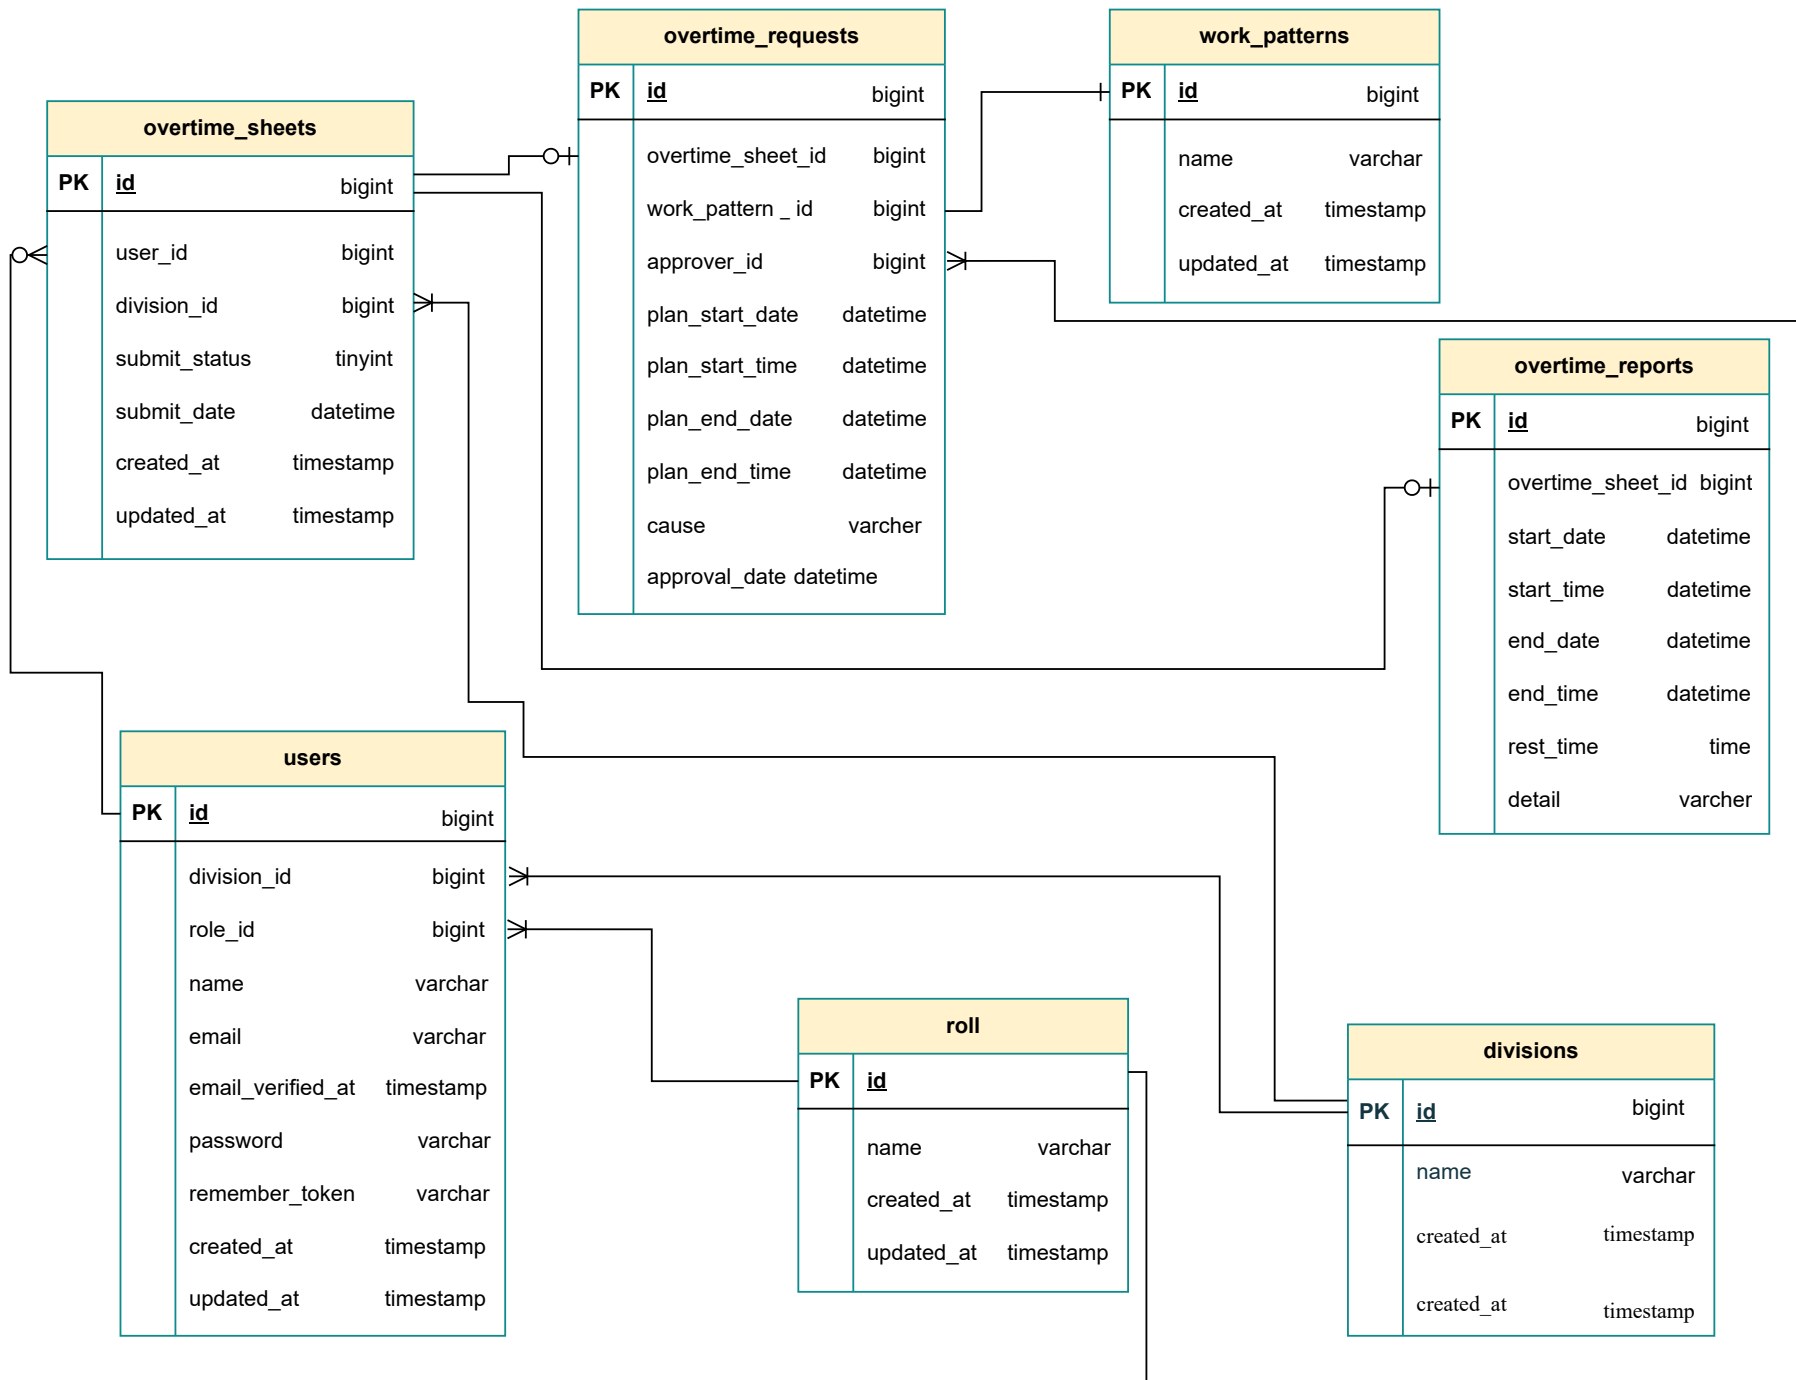 overtime_sheets
PK id bigint
user_id bigint
division_id bigint
submit_status tinyint
submit_date datetime
created_at timestamp
updated_at timestamp
overtime_requests
PK id bigint
overtime_sheet_id bigint
work_pattern _ id bigint
approver_id bigint
plan_start_date datetime
plan_start_time datetime
plan_end_date datetime
plan_end_time datetime
cause varcher
approval_date datetime
work_patterns
PK id bigint
name varchar
created_at timestamp
updated_at timestamp
overtime_reports
PK id bigint
overtime_sheet_id bigint
start_date datetime
start_time datetime
end_date datetime
end_time datetime
rest_time time
detail varcher
users
PK id bigint
division_id bigint
role_id bigint
name varchar
email varchar
email_verified_at timestamp
password varchar
remember_token varchar
created_at timestamp
updated_at timestamp
roll
PK id
name varchar
created_at timestamp
updated_at timestamp
divisions
PK id bigint
name varchar
created_at timestamp
created_at timestamp